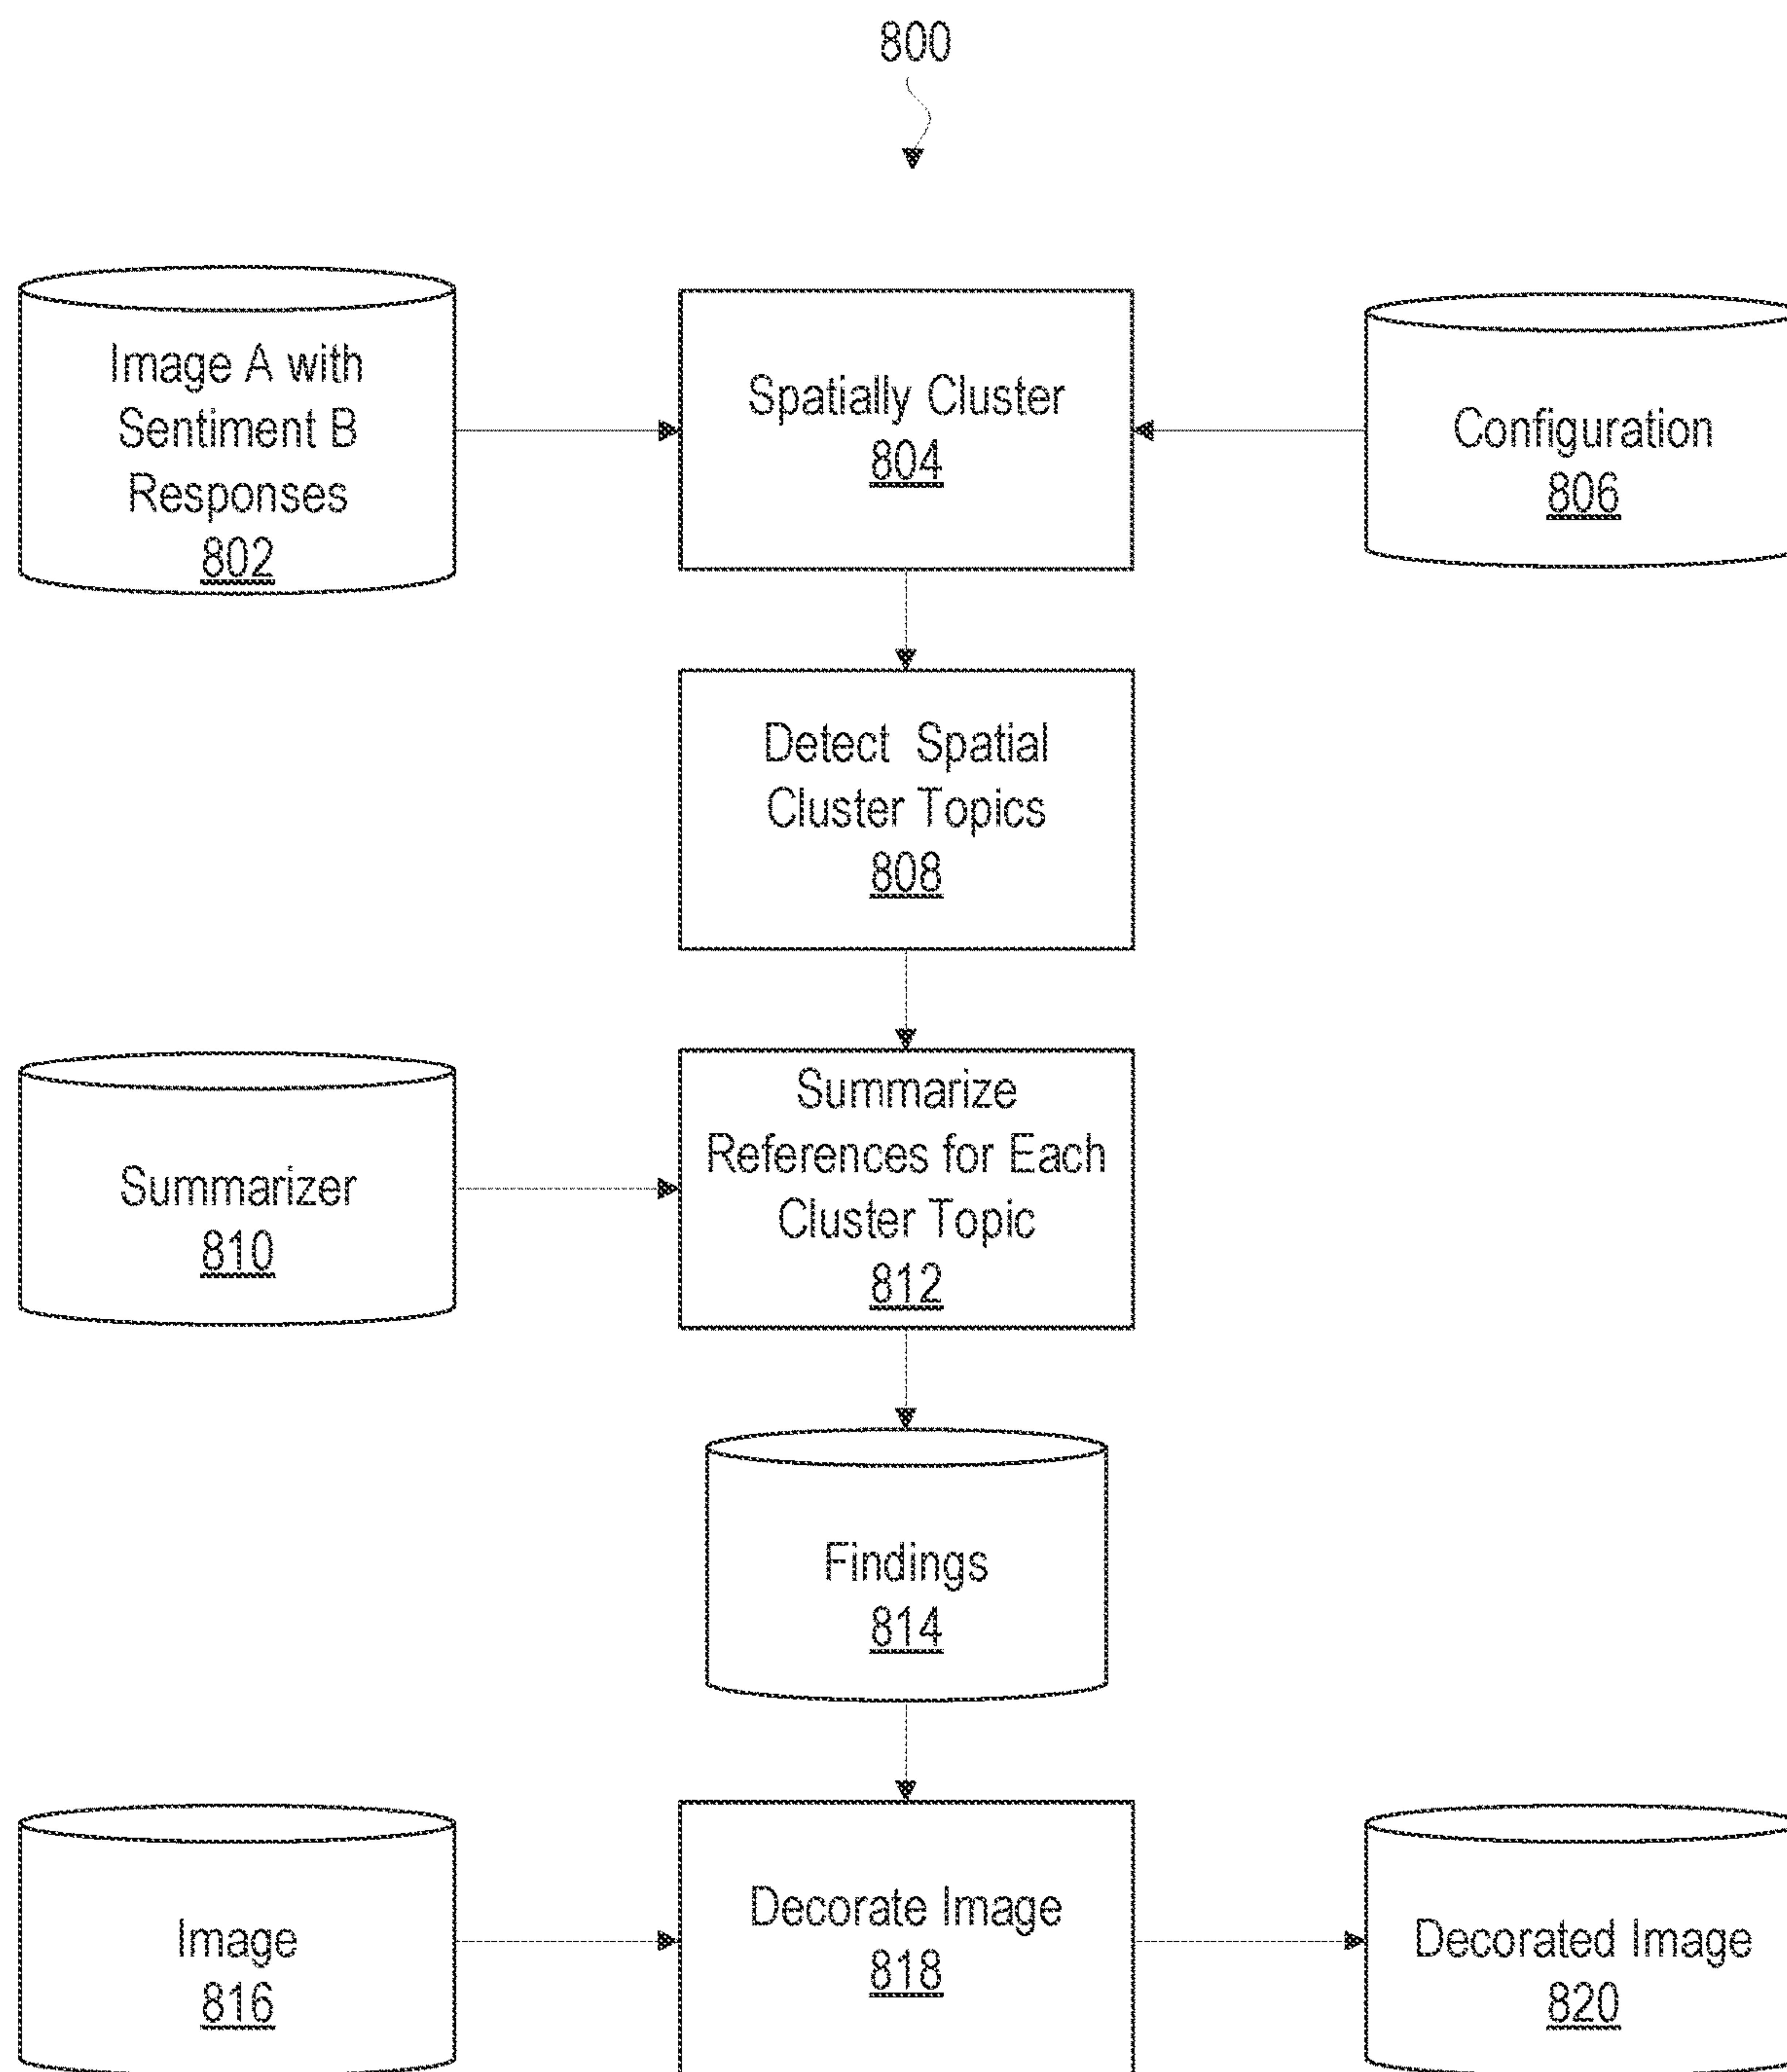 800
Image A with
Sentiment B
Responses
802
Spatially Cluster
804
Configuration
806
Detect Spatial
Cluster Topics
808
Summarizer
810
Summarize
References for Each
Cluster Topic
812
Findings
814
Image
816
Decorate Image
818
Decorated Image
820